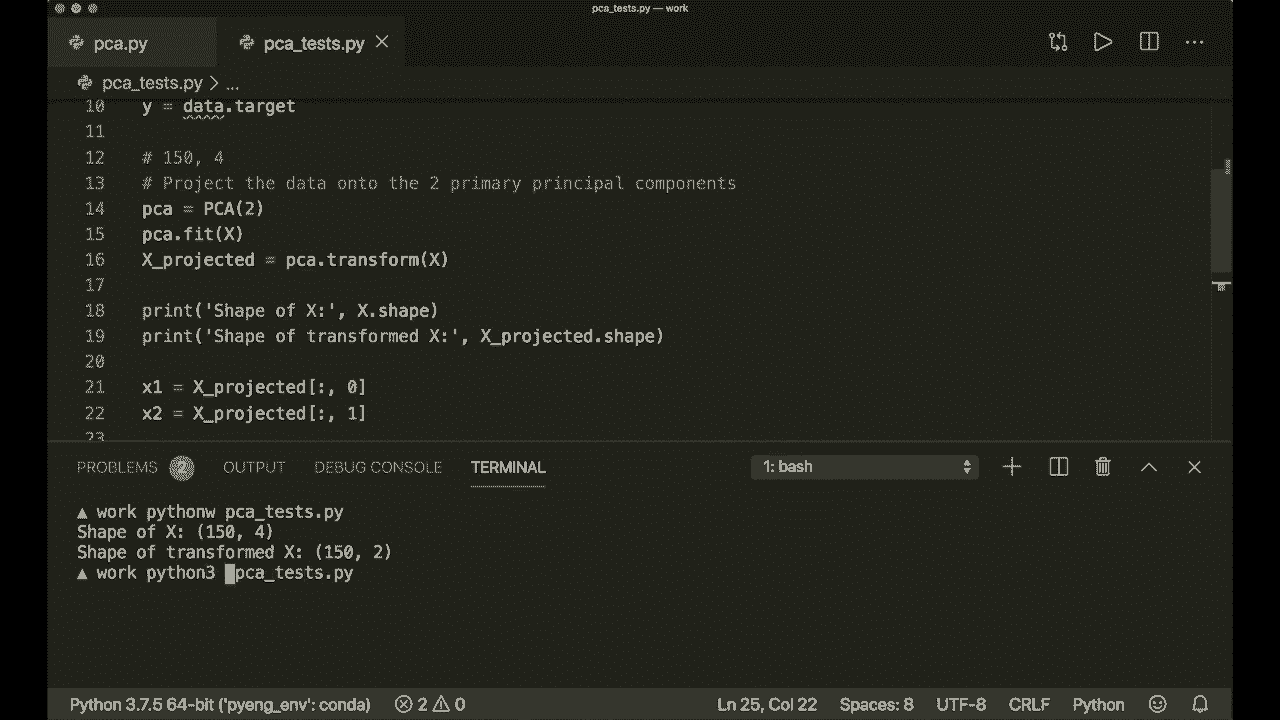 pca_tests.py — work
pca.py
pca_tests.py
pca_tests.py > ...
10 y = data.target
11
12 # 150, 4
13 # Project the data onto the 2 primary principal components
14 pca = PCA(2)
15 pca.fit(X)
16 X_projected = pca.transform(X)
17
18 print('Shape of X:', X.shape)
19 print('Shape of transformed X:', X_projected.shape)
20
21 x1 = X_projected[:, 0]
22 x2 = X_projected[:, 1]
23
PROBLEMS 2 OUTPUT DEBUG CONSOLE TERMINAL 1: bash
▲ work pythonw pca_tests.py
Shape of X: (150, 4)
Shape of transformed X: (150, 2)
▲ work python3 pca_tests.py
Python 3.7.5 64-bit ('pyeng_env': conda) 2 0 Ln 25, Col 22 Spaces: 8 UTF-8 CRLF Python